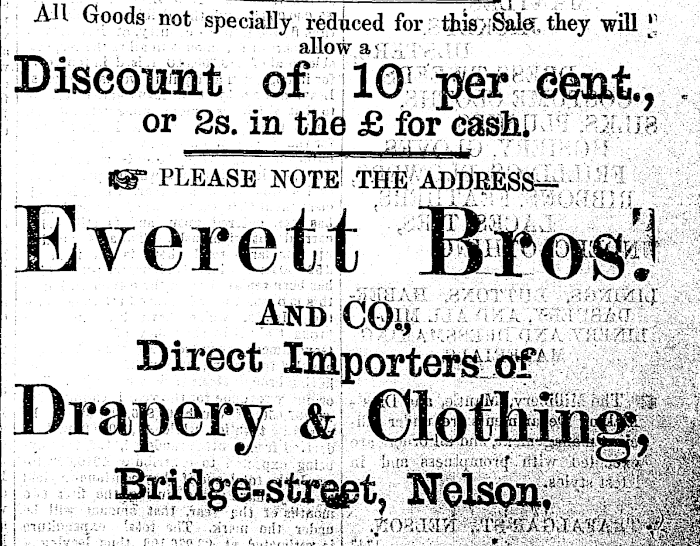 All Goods not specially reduced for this Sale they will
allow a
Discount of 10 per cent.,
or 2s. in the £ for cash.
☞ PLEASE NOTE THE ADDRESS—
Everett Bros.
AND CO.,
Direct Importers of
Drapery & Clothing,
Bridge-street, Nelson.